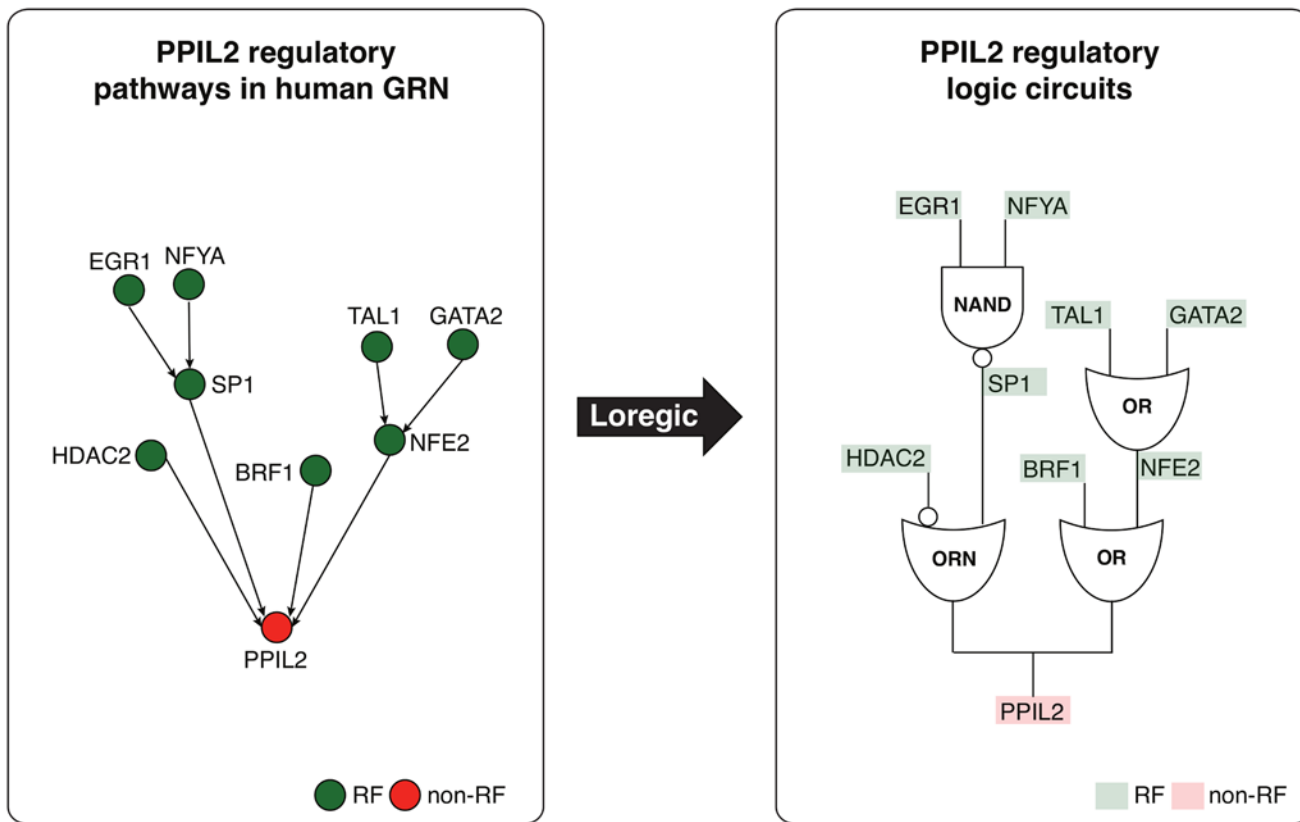 PPIL2 regulatory
pathways in human GRN
EGR1
NFYA
TAL1
GATA2
SP1
HDAC2
BRF1
NFE2
PPIL2
RF
non-RF
Loregic
PPIL2 regulatory
logic circuits
EGR1
NFYA
NAND
TAL1
GATA2
SP1
OR
HDAC2
BRF1
NFE2
ORN
OR
PPIL2
RF
non-RF